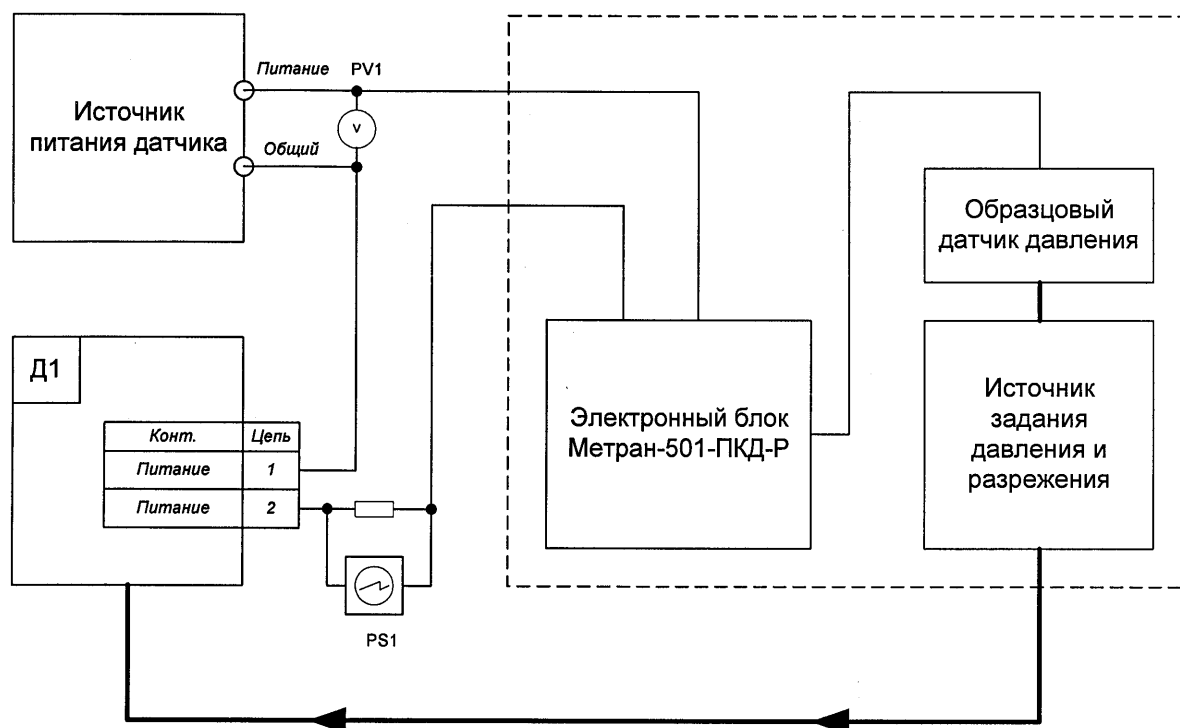 Источник
питания датчика
Питание
PV1
V
Общий
Образцовый
датчик давления
Д1
Конт. Цепь
Питание 1
Питание 2
Электронный блок
Метран-501-ПКД-Р
Источник
задания
давления и
разрежения
PS1